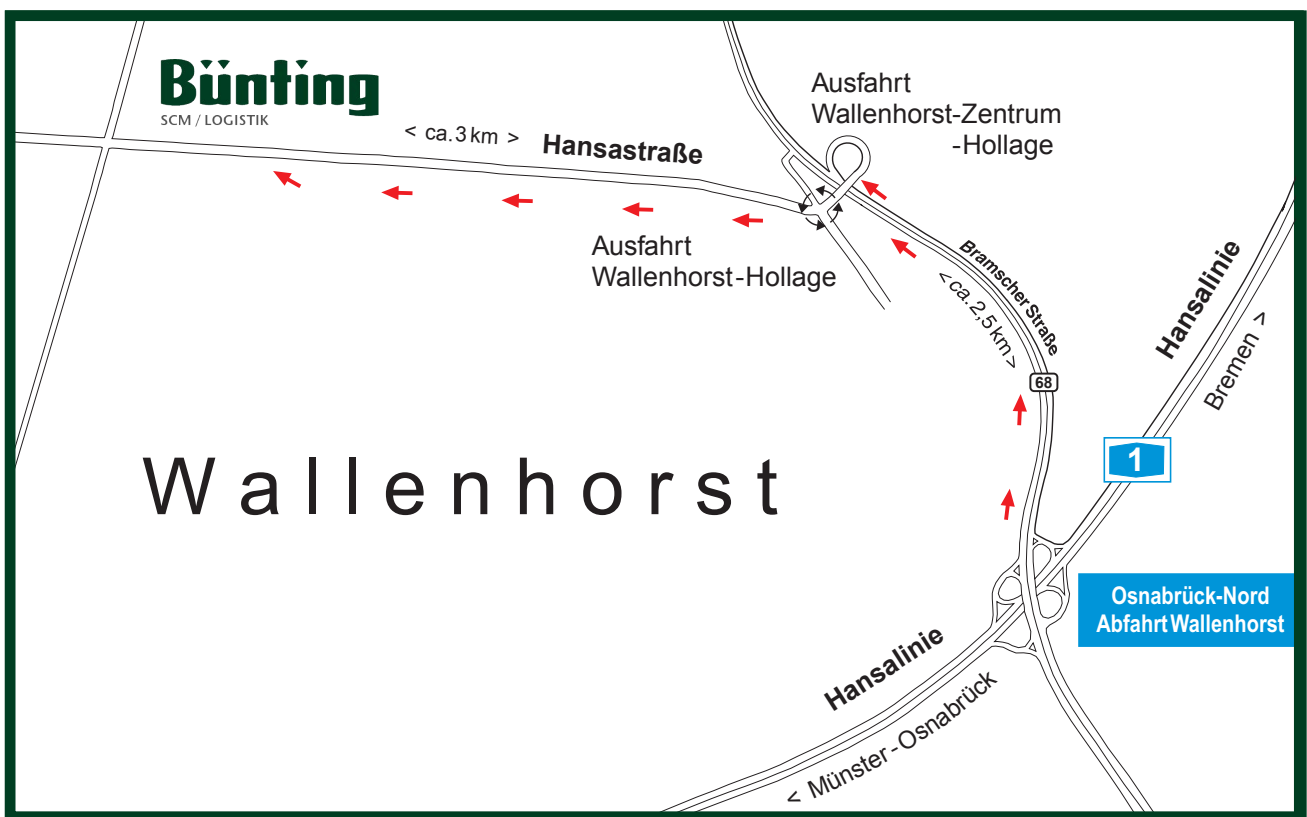 Bünting
SCM / LOGISTIK
< ca. 3 km >
Hansastraße
Ausfahrt
Wallenhorst-Zentrum
-Hollage
Ausfahrt
Wallenhorst-Hollage
Bramscher Straße
< ca. 2,5 km >
68
Hansalinie
Bremen >
1
Wallenhorst
Osnabrück-Nord
Abfahrt Wallenhorst
Hansalinie
< Münster-Osnabrück